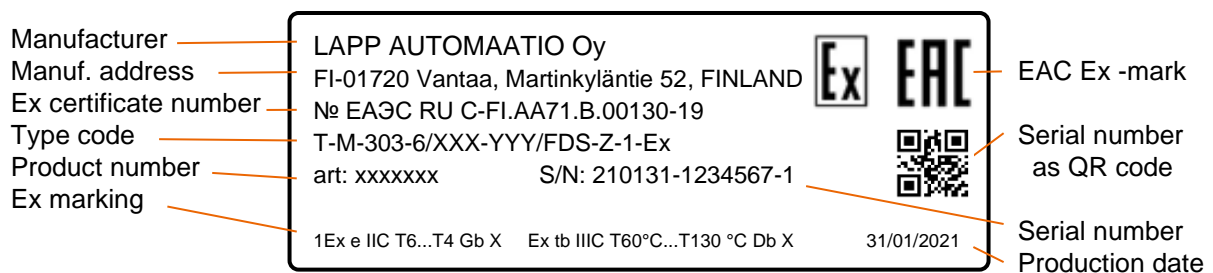 Manufacturer
Manuf. address
Ex certificate number
Type code
Product number
Ex marking
LAPP AUTOMAATIO Oy
FI-01720 Vantaa, Martinkyläntie 52, FINLAND
№ ЕАЭС RU C-FI.AA71.B.00130-19
T-M-303-6/XXX-YYY/FDS-Z-1-Ex
art: xxxxxxx S/N: 210131-1234567-1
1Ex e IIC T6...T4 Gb X Ex tb IIIC T60°C...T130 °C Db X 31/01/2021
Ex EAC
EAC Ex -mark
Serial number
as QR code
Serial number
Production date